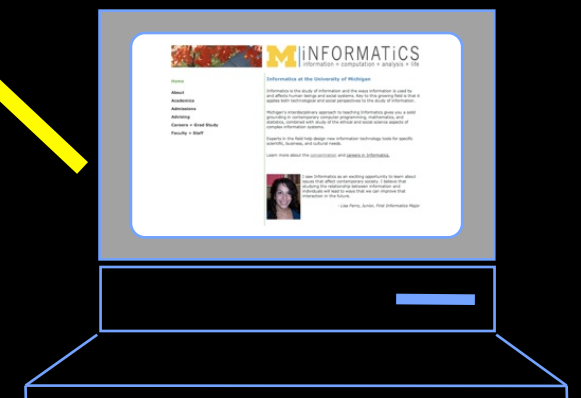 M iNFORMATiCS
information + computation + analysis + life
Home
About
Academics
Admissions
Advising
Careers + Grad Study
Faculty + Staff
Informatics at the University of Michigan
Informatics is the study of information and the ways information is used by
and affects human beings and social systems. Key to this growing field is that it
applies both technological and social perspectives to the study of information.
Michigan's interdisciplinary approach to teaching Informatics gives you a solid
grounding in contemporary computer programming, mathematics, and
statistics, combined with study of the ethical and social science aspects of
complex information systems.
Experts in the field help design new information technology tools for specific
scientific, business, and cultural needs.
Learn more about the concentration and careers in Informatics.
I saw Informatics as an exciting opportunity to learn about
issues that affect contemporary society. I believe that
studying the relationship between information and
individuals will lead to ways that we can improve that
interaction in the future.
- Lisa Ferro, Junior, First Informatics Major